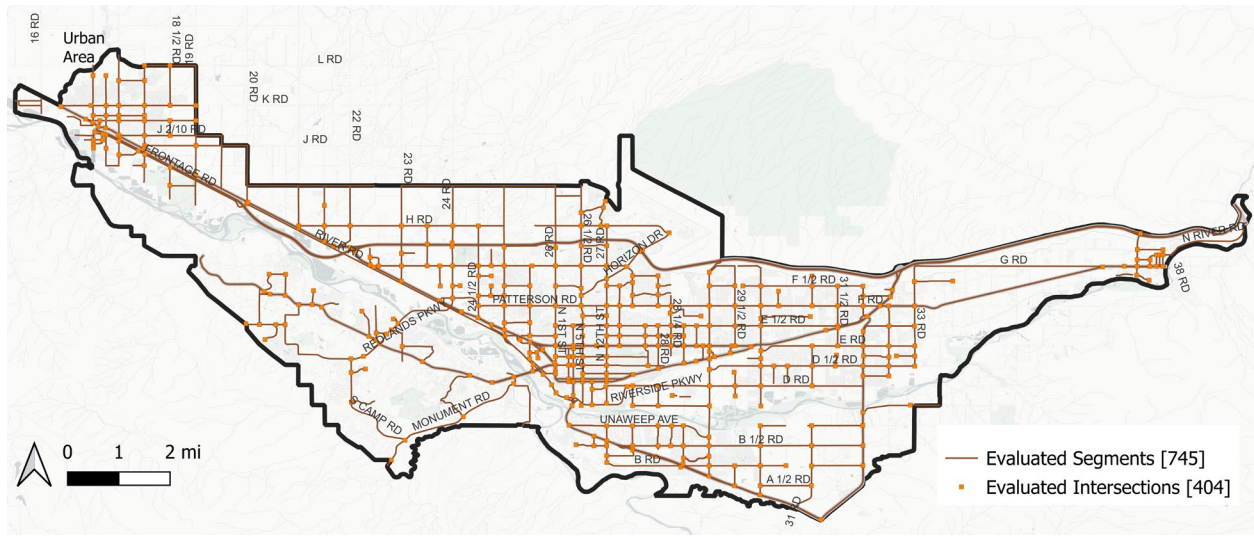 16 RD
Urban
Area
18 1/2 RD
19 RD
L RD
20 RD
K RD
22 RD
J 2/10 RD
J RD
FRONTAGE RD
23 RD
24 RD
H RD
RIVER RD
26 RD
26 1/2 RD
27 RD
HORIZON DR
N RIVER RD
G RD
38 RD
24 1/2 RD
PATTERSON RD
F 1/2 RD
31 1/2 RD
F RD
29 1/2 RD
28 1/4 RD
E 1/2 RD
33 RD
REDLANDS PKWY
N 1ST ST
N 5TH ST
N 12TH ST
28 RD
E RD
D 1/2 RD
D RD
RIVERSIDE PKWY
S CAMP RD
MONUMENT RD
UNAWEEP AVE
B 1/2 RD
B RD
A 1/2 RD
31 RD
0 1 2 mi
Evaluated Segments [745]
Evaluated Intersections [404]